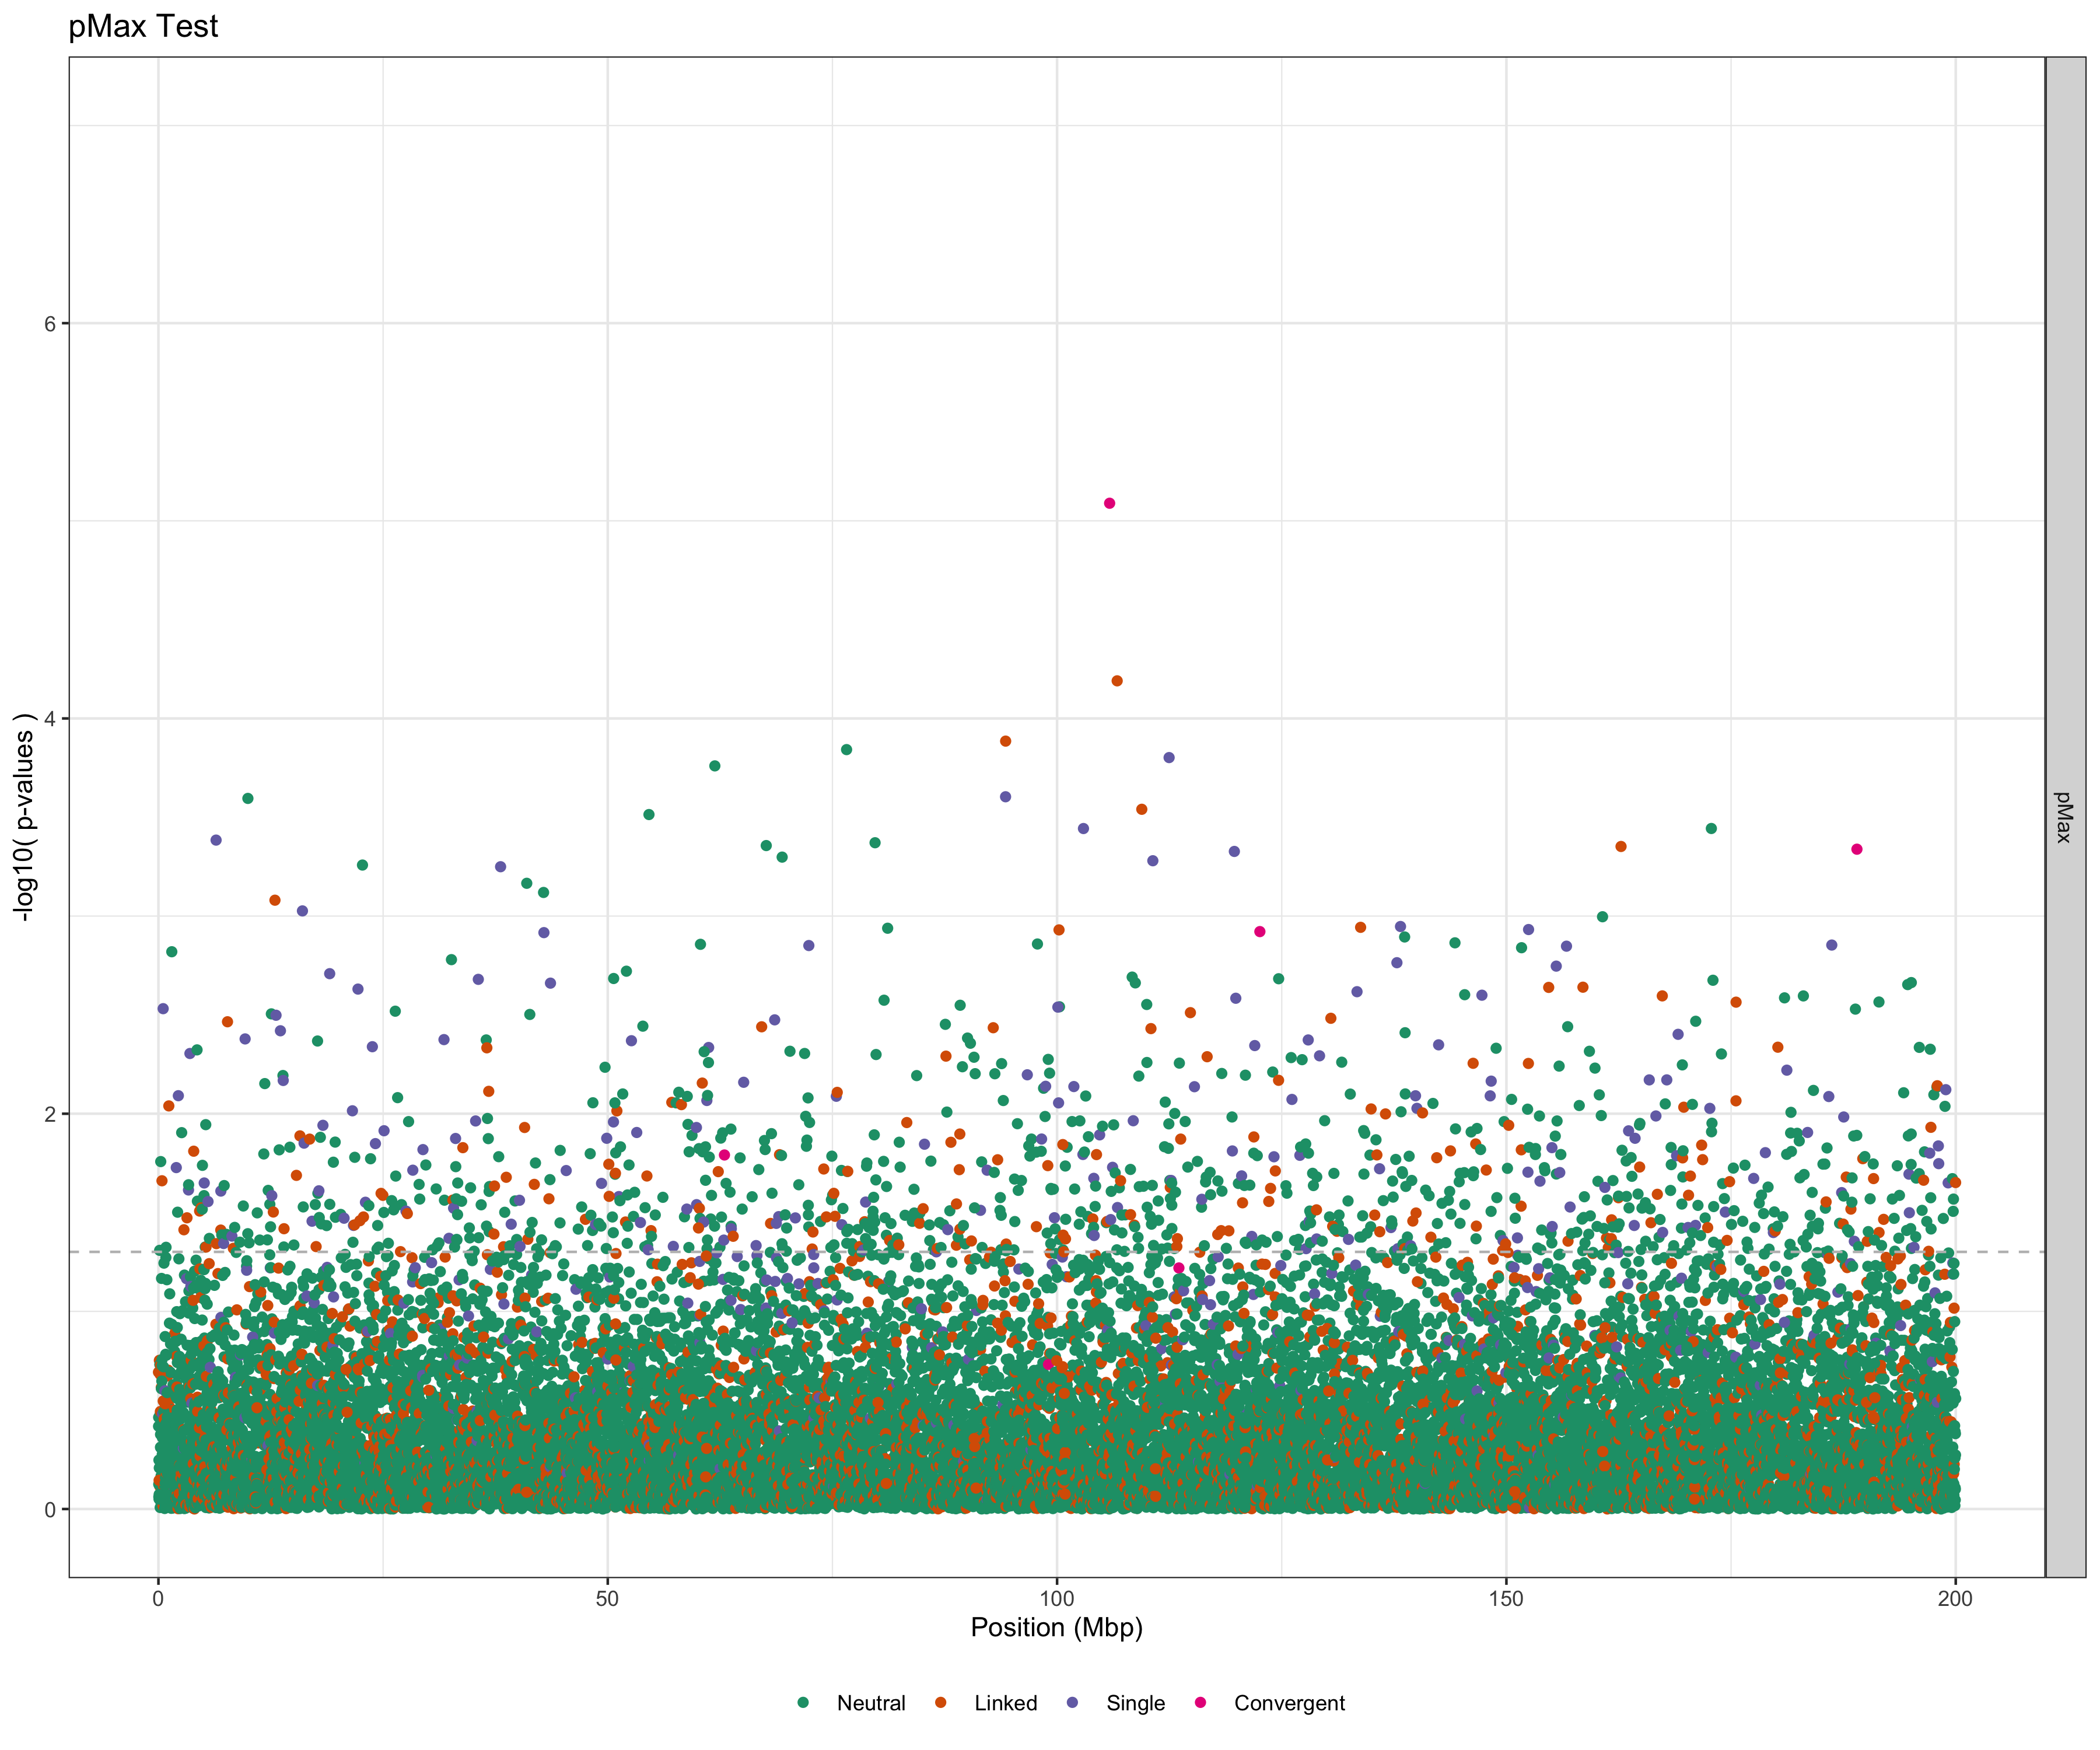 pMax Test
6
4
2
0
-log10( p-values )
pMax
0 50 100 150 200
Position (Mbp)
Neutral Linked Single Convergent